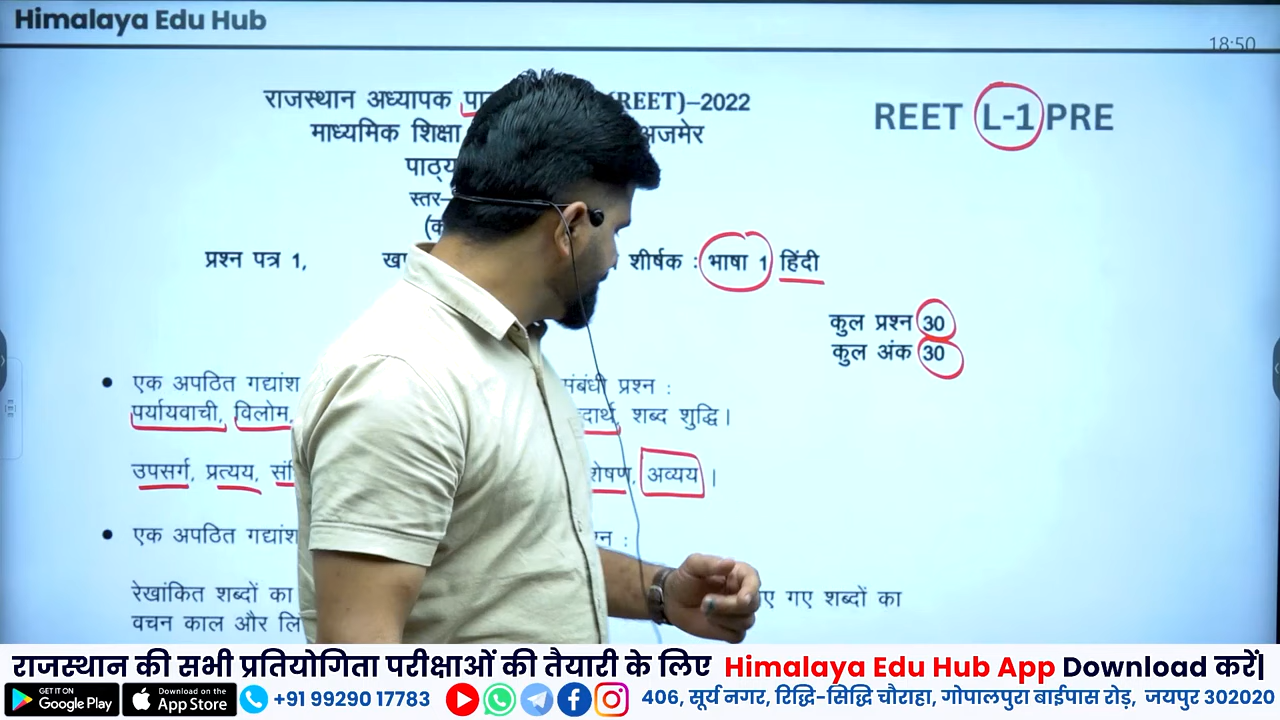 Himalaya Edu Hub
18:50
राजस्थान अध्यापक (REET)–2022
REET L-1 PRE
माध्यमिक शिक्षा अजमेर
स्तर–
प्रश्न पत्र 1, शीर्षक : भाषा 1 हिंदी
कुल प्रश्न 30
कुल अंक 30
• एक अपठित गद्यांश संबंधी प्रश्न :
पर्यायवाची, विलोम, शब्द शुद्धि।
उपसर्ग, प्रत्यय, अव्यय ।
• एक अपठित गद्यांश
रेखांकित शब्दों का गए शब्दों का
वचन काल और
राजस्थान की सभी प्रतियोगिता परीक्षाओं की तैयारी के लिए Himalaya Edu Hub App Download करें|
GET IT ON Google Play Download on the App Store +91 99290 17783 406, सूर्य नगर, रिद्धि-सिद्धि चौराहा, गोपालपुरा बाईपास रोड़, जयपुर 302020